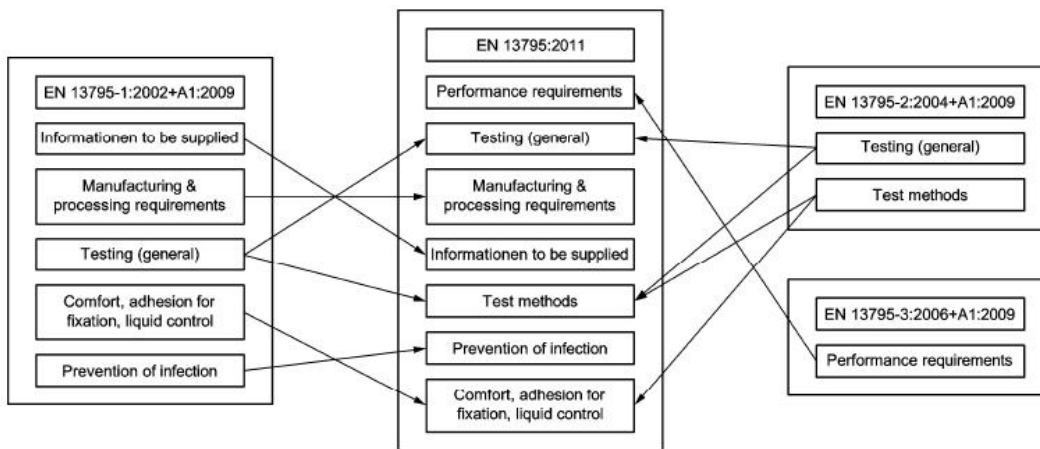 EN 13795-1:2002+A1:2009
Informationen to be supplied
Manufacturing &
processing requirements
Testing (general)
Comfort, adhesion for
fixation, liquid control
Prevention of infection
EN 13795:2011
Performance requirements
Testing (general)
Manufacturing &
processing requirements
Informationen to be supplied
Test methods
Prevention of infection
Comfort, adhesion for
fixation, liquid control
EN 13795-2:2004+A1:2009
Testing (general)
Test methods
EN 13795-3:2006+A1:2009
Performance requirements